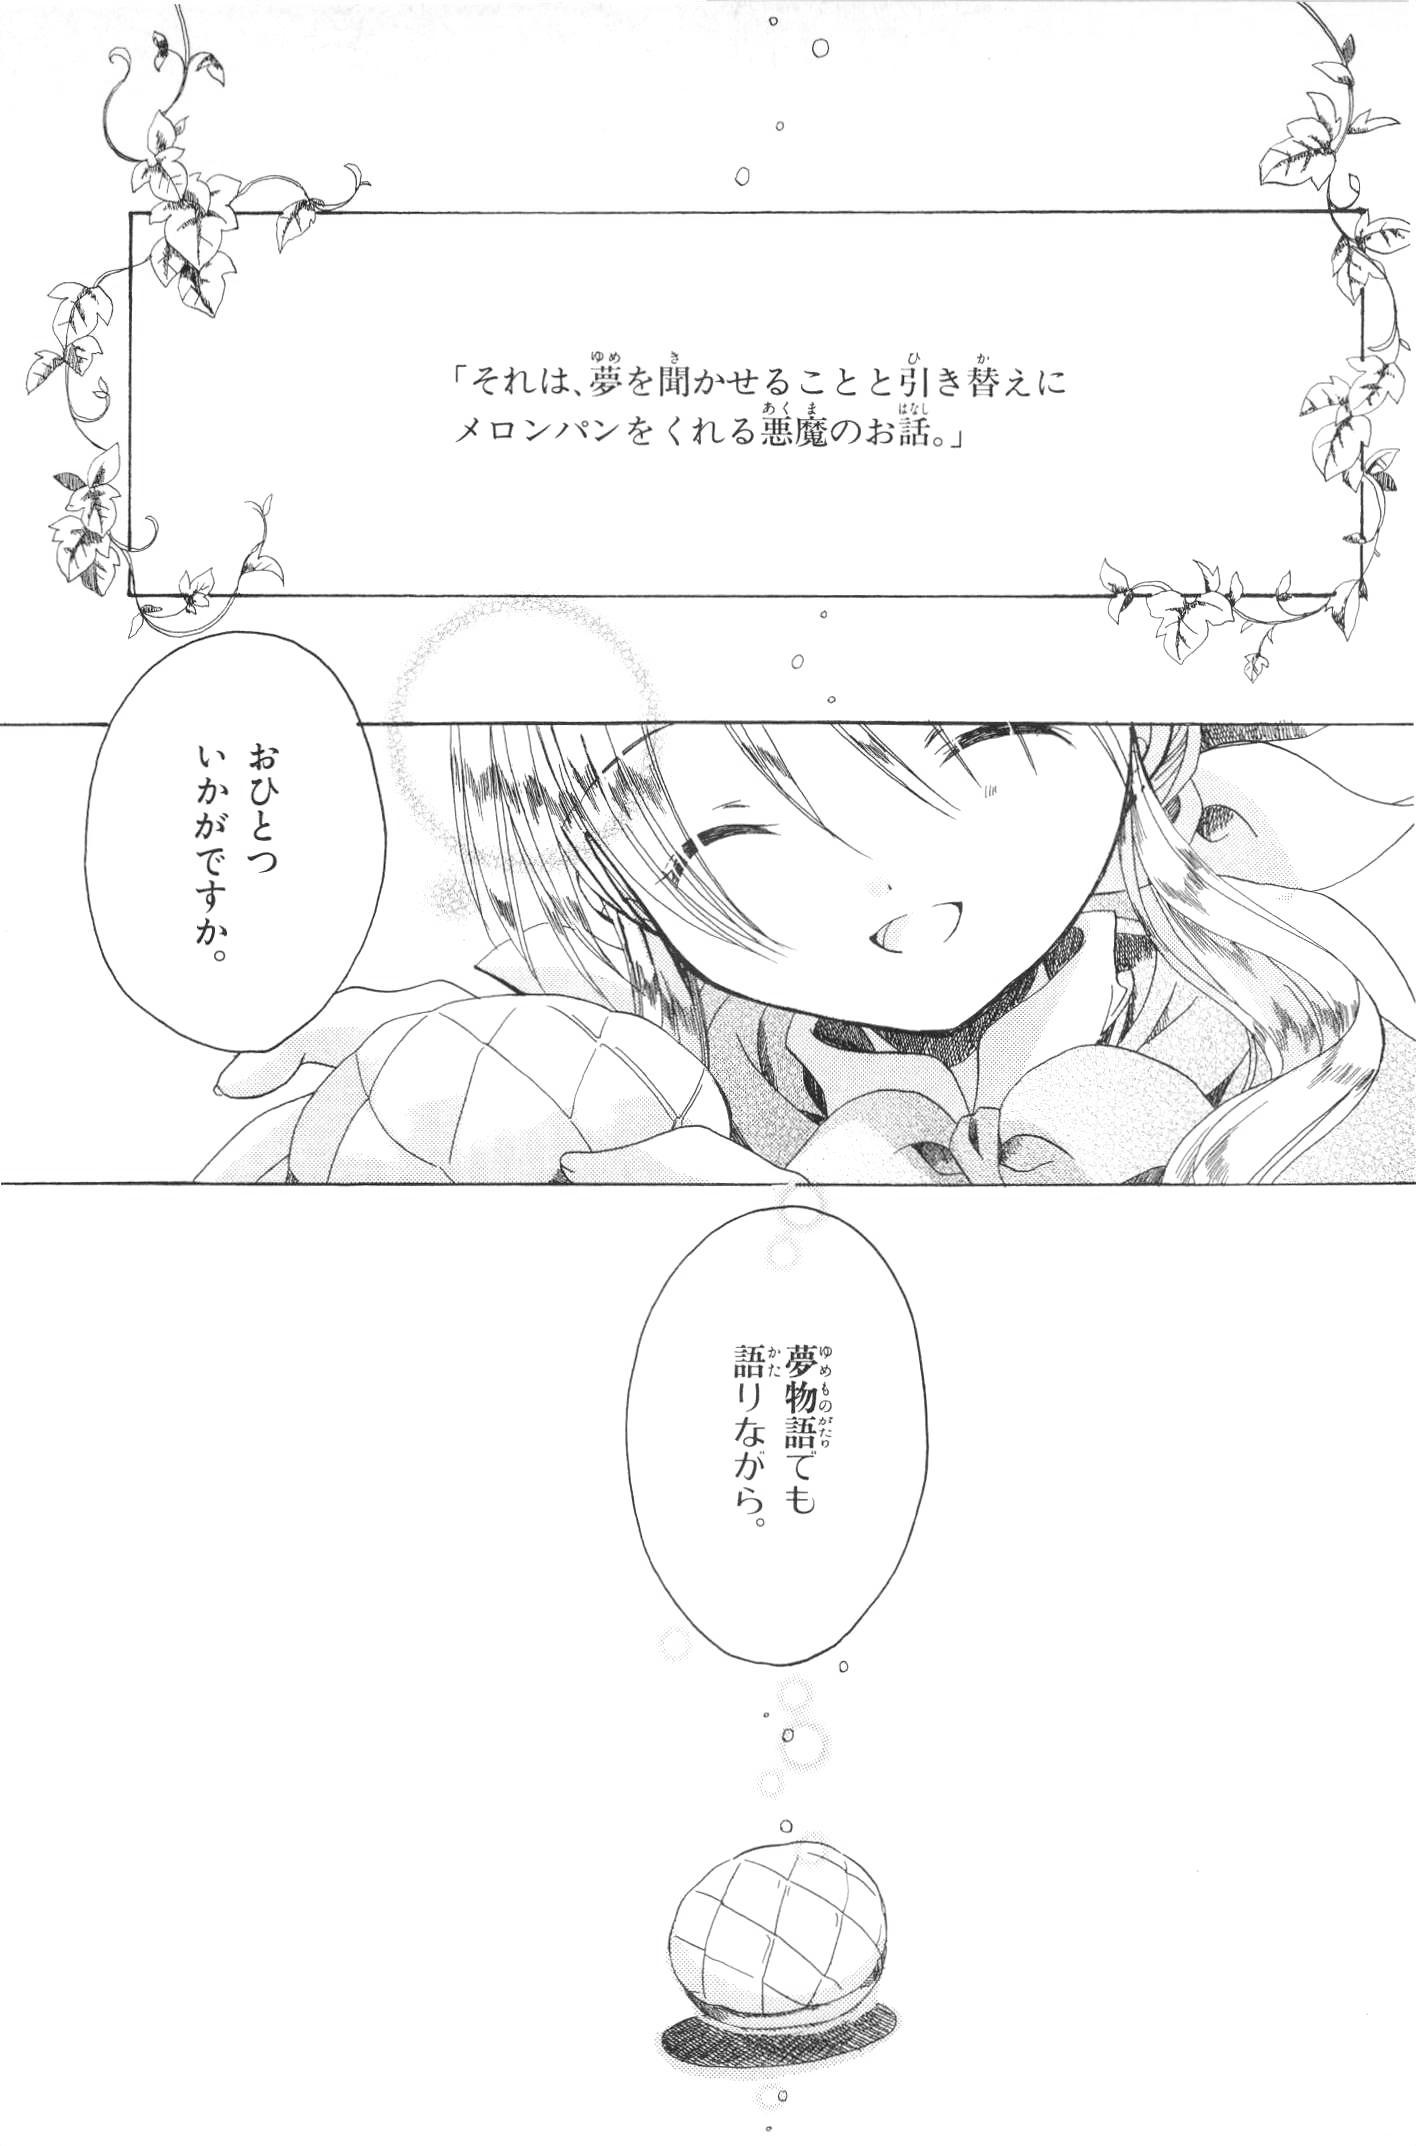 「それは、夢を聞かせることと引き替えに
メロンパンをくれる悪魔のお話。」
おひとつ
いかがですか。
夢物語でも
語りながら。